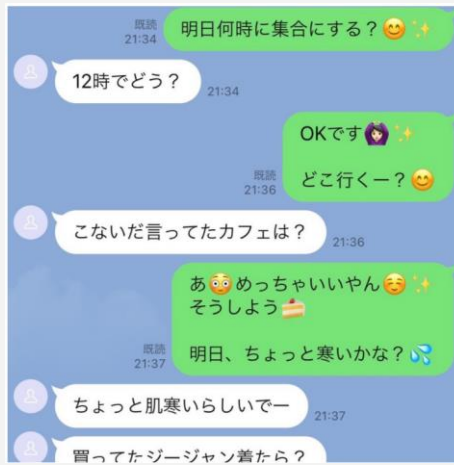 既読
21:34
明日何時に集合にする？😊✨
12時でどう？
21:34
OKです🙆🏻‍♀️✨
どこ行くー？😊
既読
21:36
こないだ言ってたカフェは？
21:36
あ😳めっちゃいいやん☺️✨
そうしよう🍰
明日、ちょっと寒いかな？💦
既読
21:37
ちょっと肌寒いらしいでー
21:37
買ってたジージャン着たら？